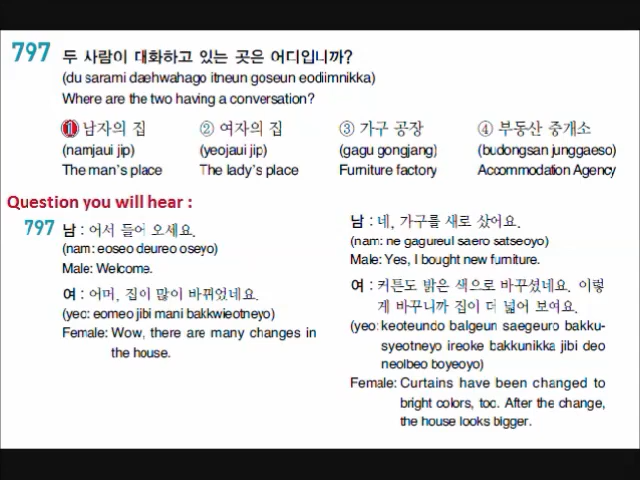 797 두 사람이 대화하고 있는 곳은 어디입니까?
(du sarami daehwahago itneun goseun eodiimnikka)
Where are the two having a conversation?
① 남자의 집
(namjaui jip)
The man's place
② 여자의 집
(yeojaui jip)
The lady's place
③ 가구 공장
(gagu gongjang)
Furniture factory
④ 부동산 중개소
(budongsan junggaeso)
Accommodation Agency
Question you will hear :
797 남 : 어서 들어 오세요.
(nam: eoseo deureo oseyo)
Male: Welcome.
여 : 어머, 집이 많이 바뀌었네요.
(yeo: eomeo jibi mani bakkwieotneyo)
Female: Wow, there are many changes in
the house.
남 : 네, 가구를 새로 샀어요.
(nam: ne gagureul saero satseoyo)
Male: Yes, I bought new furniture.
여 : 커튼도 밝은 색으로 바꾸셨네요. 이렇
게 바꾸니까 집이 더 넓어 보여요.
(yeo: keoteundo balgeun saegeuro bakku-
syeotneyo ireoke bakkunikka jibi deo
neolbeo boyeoyo)
Female: Curtains have been changed to
bright colors, too. After the change,
the house looks bigger.